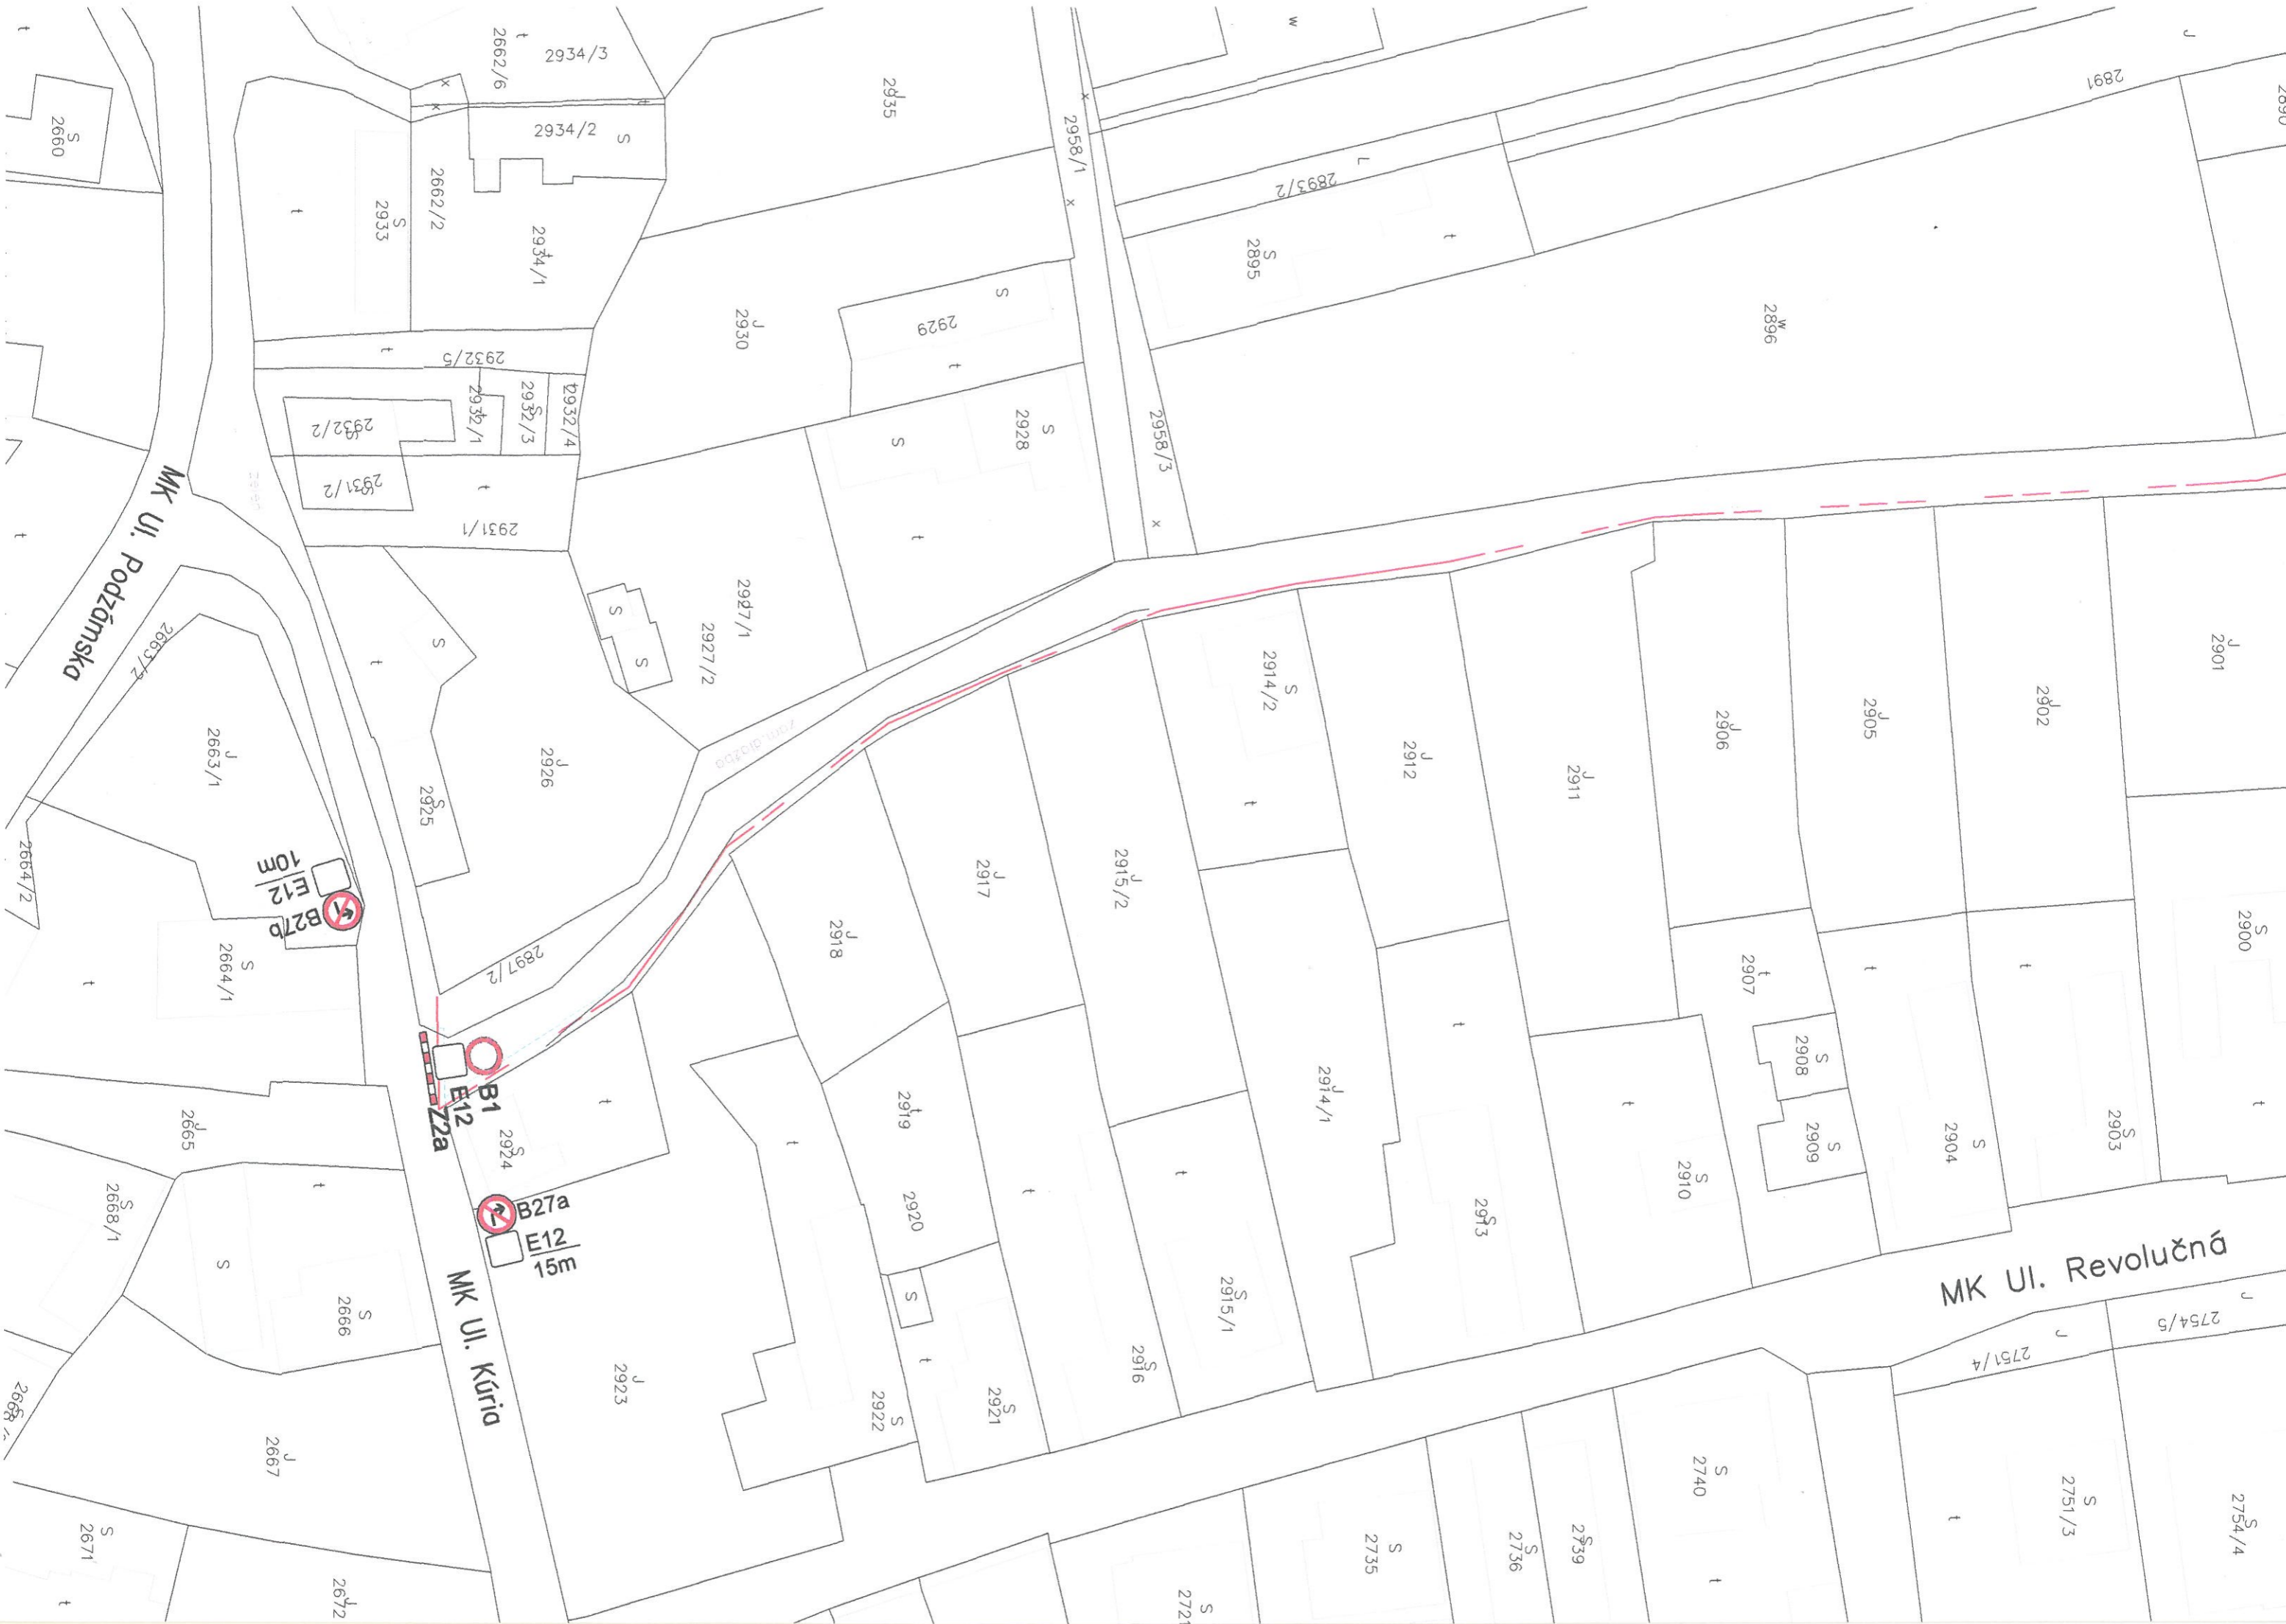 t
2662/6
t
2934/3
2935
J
w
J
2891
S
2660
x
x
2934/2
S
2958/1
x
x
L
2893/2
t
S
2933
2662/2
t
2934/1
S
2895
t
w
2896
J
2930
S
2929
t
t
2932/5
t
2932/4
S
2932/3
t
2932/1
S
2932/2
S
2931/2
t
2931/1
S
S
2928
t
2958/3
x
MK Ul. Podzámska
t
2663/2
J
2663/1
S
t
S
2925
J
2926
S
S
2927/1
2927/2
zam.dlažba
S
2914/2
t
J
2912
J
2911
J
2906
J
2905
J
2902
J
2901
2664/2
E12
10m
B27b
S
2664/1
t
2897/2
J
2918
J
2917
J
2915/2
J
2914/1
t
t
2907
S
2908
S
2909
t
t
S
2900
t
B1
E12
Z2a
S
2924
t
t
t
2919
2920
t
t
S
2913
t
S
2910
S
2904
S
2903
J
2665
S
2668/1
t
S
S
2666
B27a
E12
15m
MK Ul. Kúria
J
2923
S
2922
S
t
S
2921
S
2916
S
2915/1
MK Ul. Revolučná
J
2754/5
J
2751/4
J
2667
S
2671
t
J
2672
S
2721
S
2735
S
2736
S
2739
S
2740
t
t
S
2751/3
S
2754/4